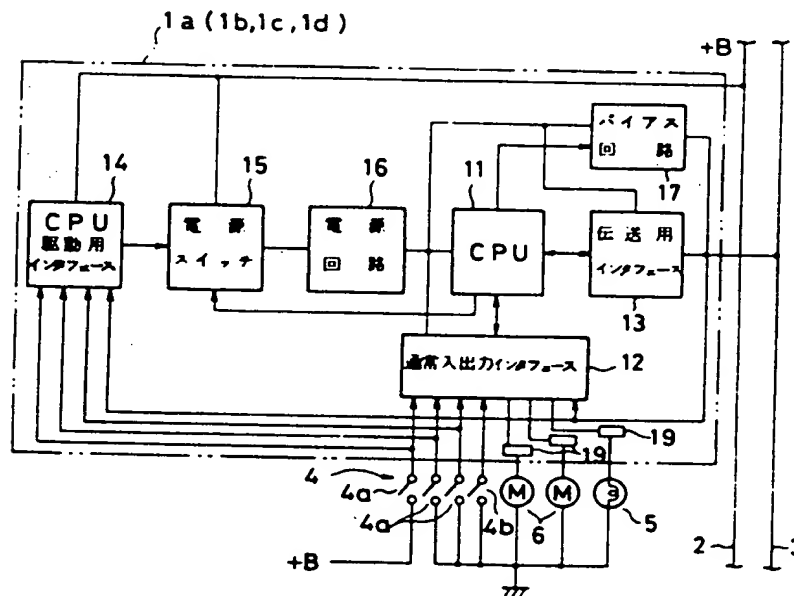 1a(1b,1c,1d)
+B
14
15
16
11
バイアス
回 路
17
CPU
駆動用
インタフェース
電 源
スイッチ
電 源
回 路
CPU
伝送用
インタフェース
13
通常入出力インタフェース
12
19
19
4
4a
4a
4b
M
M
6
5
2
3
+B